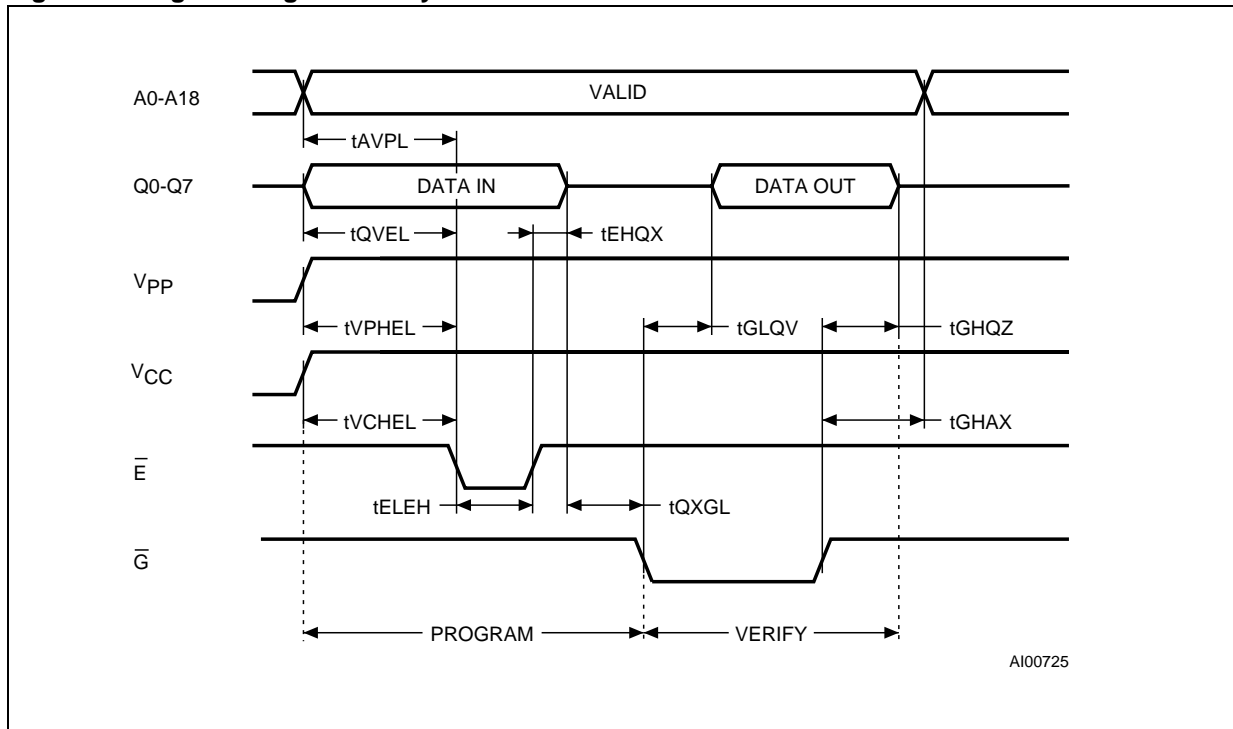 A0-A18 VALID
tAVPL
Q0-Q7 DATA IN DATA OUT
tQVEL tEHQX
VPP
tVPHEL tGLQV tGHQZ
VCC
tVCHEL tGHAX
E̅
tELEH tQXGL
G̅
PROGRAM VERIFY
AI00725